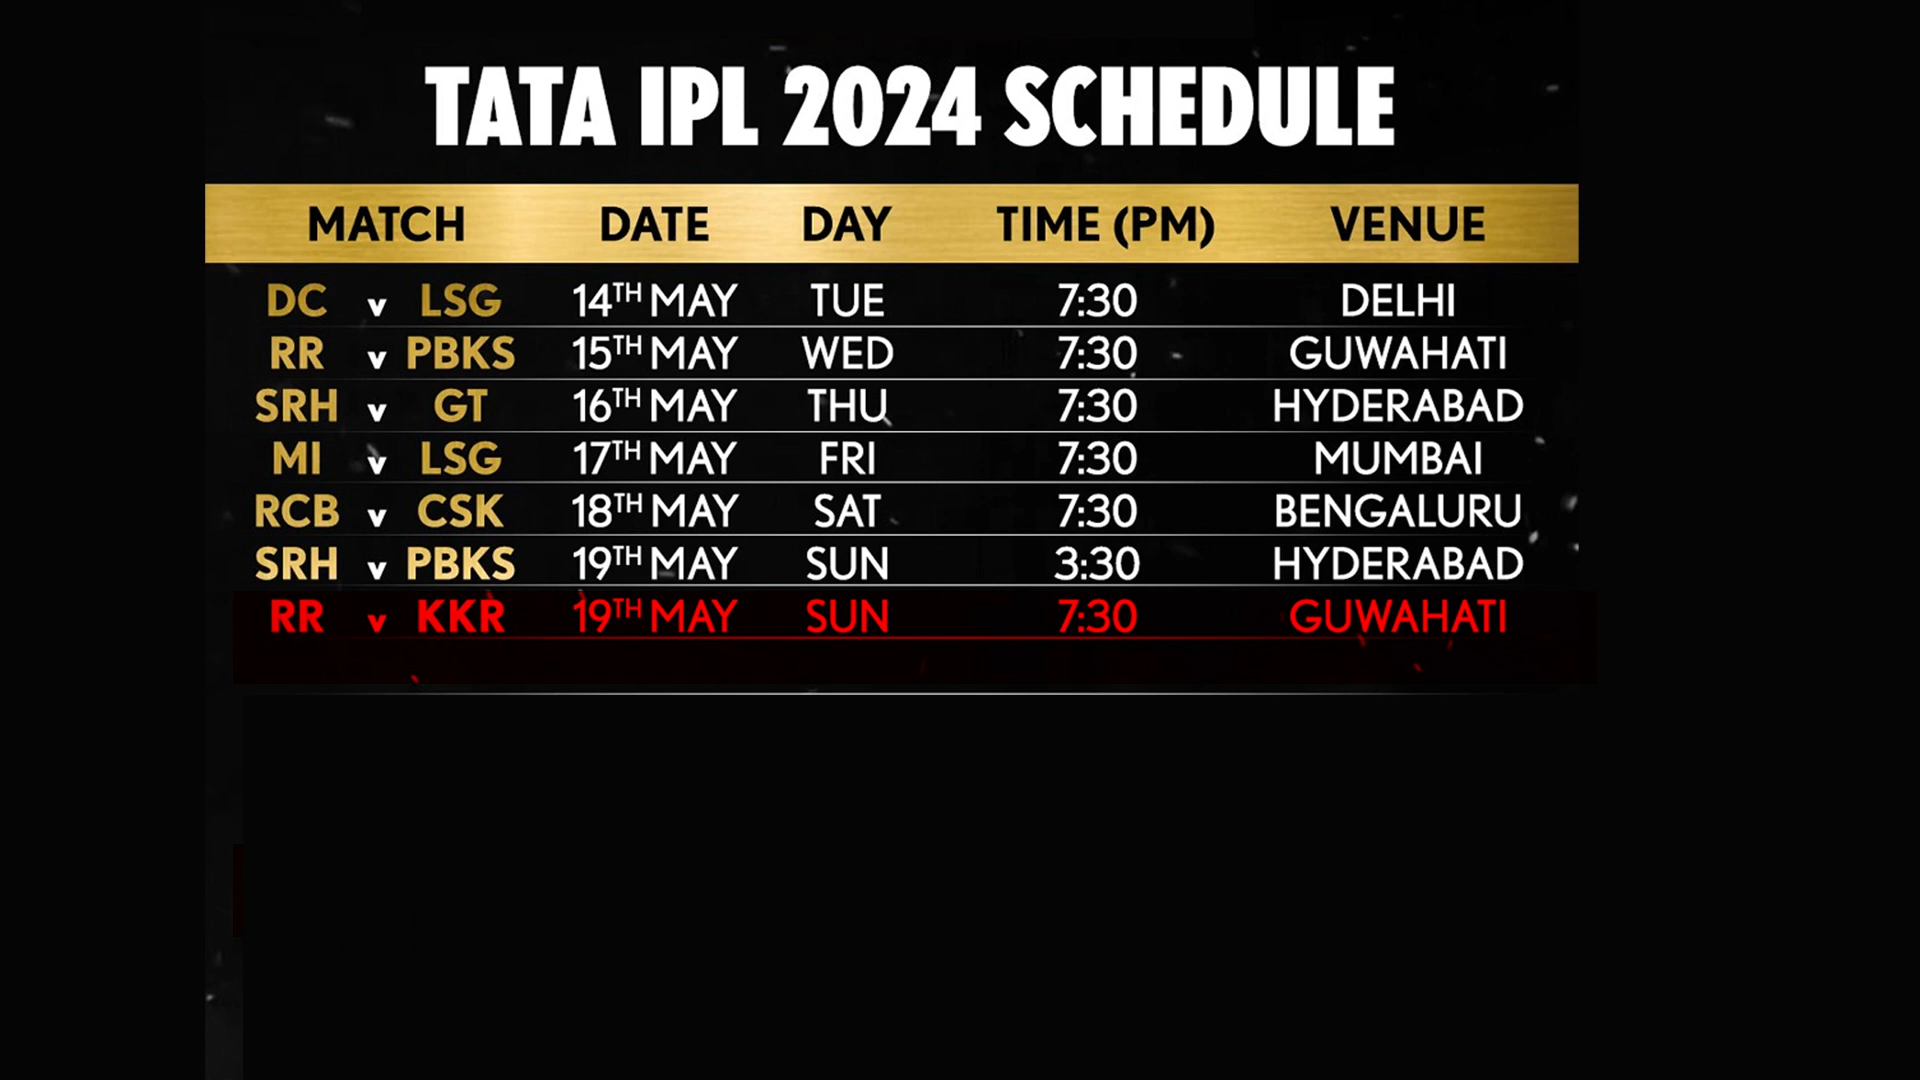 TATA IPL 2024 SCHEDULE
MATCH DATE DAY TIME (PM) VENUE
DC v LSG 14TH MAY TUE 7:30 DELHI
RR v PBKS 15TH MAY WED 7:30 GUWAHATI
SRH v GT 16TH MAY THU 7:30 HYDERABAD
MI v LSG 17TH MAY FRI 7:30 MUMBAI
RCB v CSK 18TH MAY SAT 7:30 BENGALURU
SRH v PBKS 19TH MAY SUN 3:30 HYDERABAD
RR v KKR 19TH MAY SUN 7:30 GUWAHATI